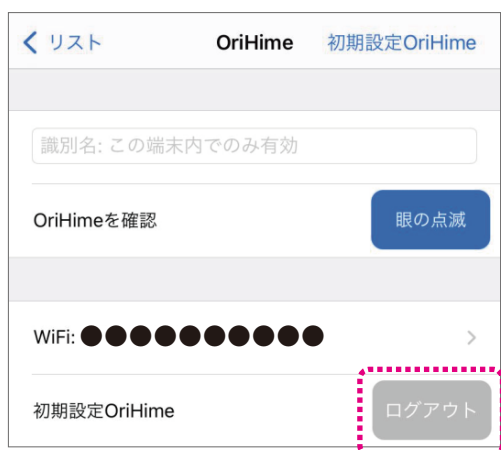 リスト OriHime 初期設定OriHime
識別名: この端末内でのみ有効
OriHimeを確認 眼の点滅
WiFi: ●●●●●●●●●●
初期設定OriHime ログアウト